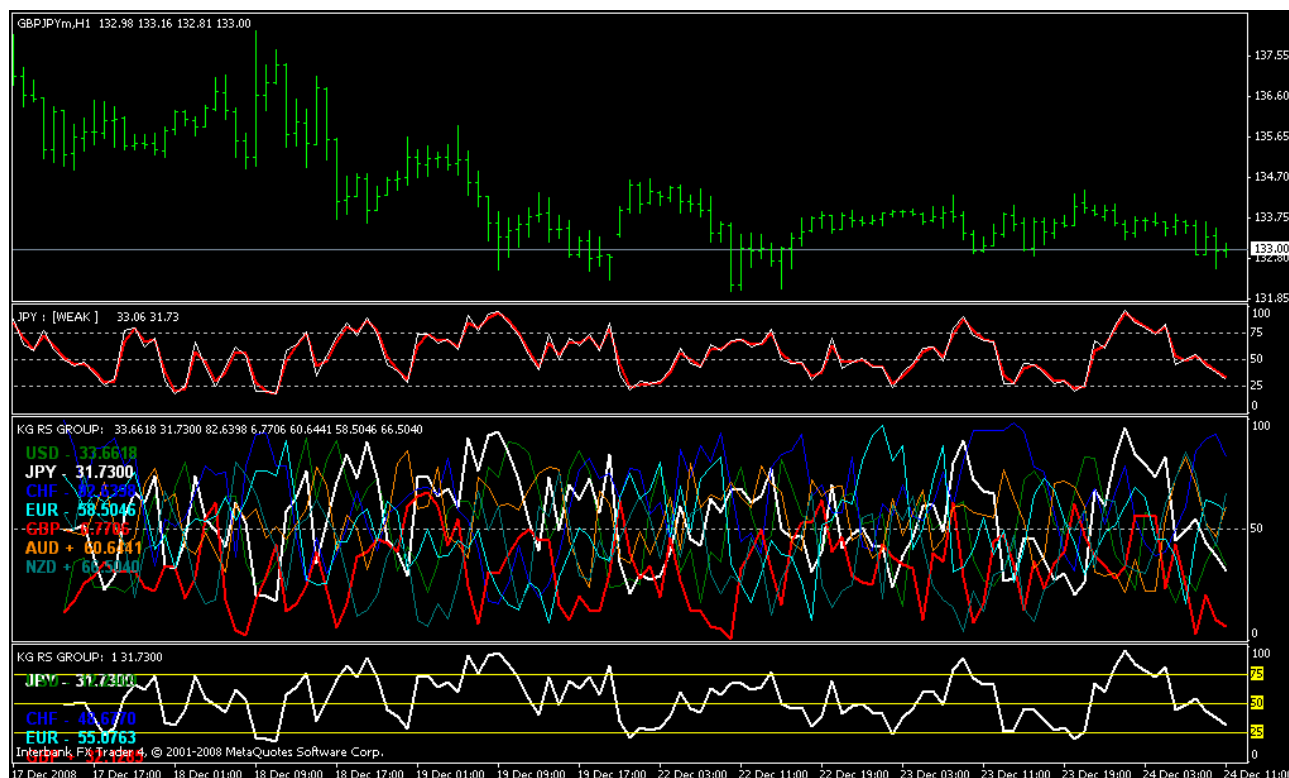 GBPJPYm,H1 132.98 133.16 132.81 133.00
137.55
136.60
135.65
134.70
133.75
133.00
132.80
131.85
JPY : [WEAK ] 33.06 31.73
100
75
50
25
0
KG RS GROUP: 33.6618 31.7300 82.6398 6.7706 60.6441 58.5046 66.5040
100
USD - 33.6618
JPY - 31.7300
CHF - 82.6398
EUR - 58.5046
GBP - 6.7706
AUD + 60.6441
NZD + 66.5040
50
0
KG RS GROUP: 1 31.7300
100
JPY - 31.7300
75
50
CHF - 48.6770
EUR - 55.0763
25
Interbank FX Trader 4, © 2001-2008 MetaQuotes Software Corp.
0
17 Dec 2008 17 Dec 17:00 18 Dec 01:00 18 Dec 09:00 18 Dec 17:00 19 Dec 01:00 19 Dec 09:00 19 Dec 17:00 22 Dec 03:00 22 Dec 11:00 22 Dec 19:00 23 Dec 03:00 23 Dec 11:00 23 Dec 19:00 24 Dec 03:00 24 Dec 11:00